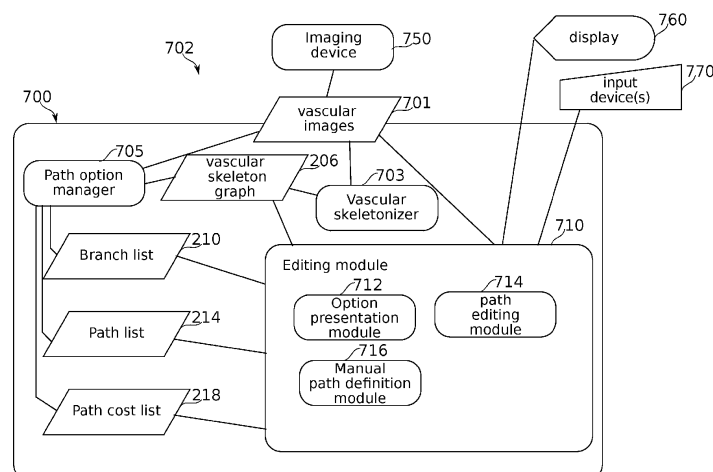 Imaging
device
750
display
760
702
input
device(s)
770
700
vascular
images
701
705
Path option
manager
vascular
skeleton
graph
206
703
Vascular
skeletonizer
Branch list
210
710
Editing module
712
Option
presentation
module
714
path
editing
module
Path list
214
716
Manual
path definition
module
Path cost list
218